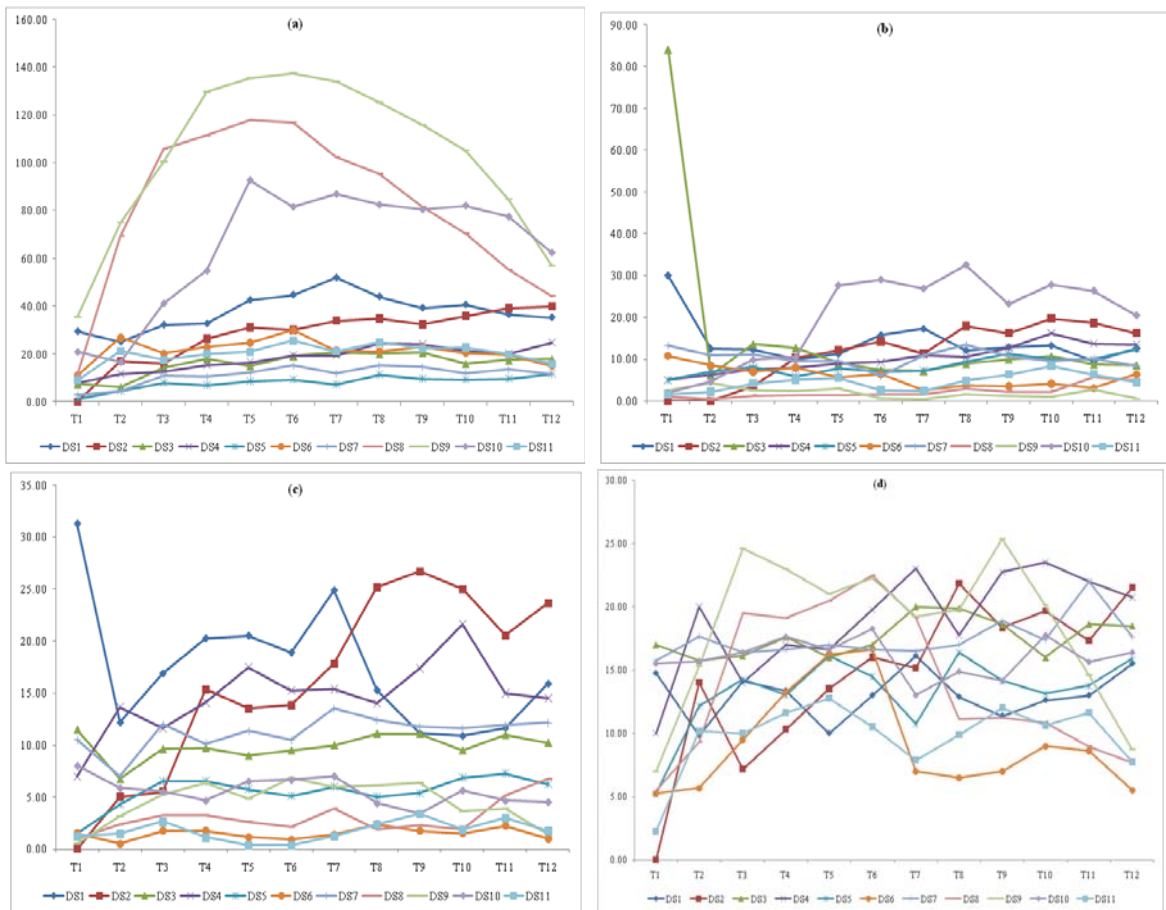 (a)
160.00
140.00
120.00
100.00
80.00
60.00
40.00
20.00
0.00
T1 T2 T3 T4 T5 T6 T7 T8 T9 T10 T11 T12
DS1 DS2 DS3 DS4 DS5 DS6 DS7 DS8 DS9 DS10 DS11
(b)
90.00
80.00
70.00
60.00
50.00
40.00
30.00
20.00
10.00
0.00
T1 T2 T3 T4 T5 T6 T7 T8 T9 T10 T11 T12
DS1 DS2 DS3 DS4 DS5 DS6 DS7 DS8 DS9 DS10 DS11
(c)
35.00
30.00
25.00
20.00
15.00
10.00
5.00
0.00
T1 T2 T3 T4 T5 T6 T7 T8 T9 T10 T11 T12
DS1 DS2 DS3 DS4 DS5 DS6 DS7 DS8 DS9 DS10 DS11
(d)
30.00
25.00
20.00
15.00
10.00
5.00
0.00
T1 T2 T3 T4 T5 T6 T7 T8 T9 T10 T11 T12
DS1 DS2 DS3 DS4 DS5 DS6 DS7 DS8 DS9 DS10 DS11